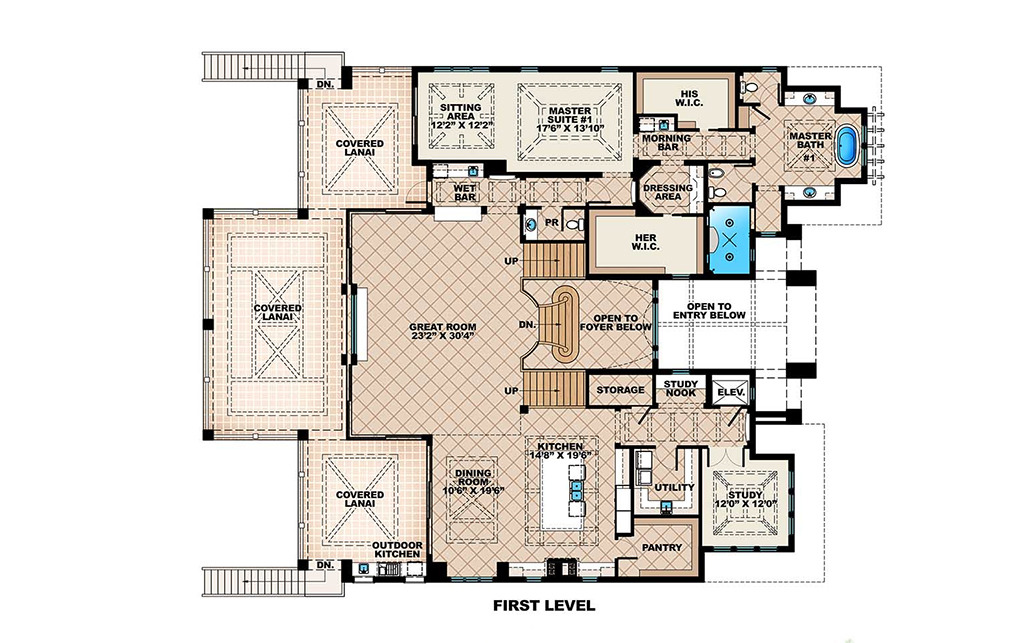 DN.
COVERED
LANAI
SITTING
AREA
12'2" X 12'2"
MASTER
SUITE #1
17'6" X 13'10"
HIS
W.I.C.
MORNING
BAR
MASTER
BATH
#1
WET
BAR
DRESSING
AREA
PR
HER
W.I.C.
UP
COVERED
LANAI
GREAT ROOM
23'2" X 30'4"
DN.
OPEN TO
FOYER BELOW
OPEN TO
ENTRY BELOW
UP
STORAGE
STUDY
NOOK
ELEV.
KITCHEN
14'8" X 19'6"
DINING
ROOM
10'6" X 19'6"
UTILITY
STUDY
12'0" X 12'0"
COVERED
LANAI
OUTDOOR
KITCHEN
PANTRY
DN.
FIRST LEVEL